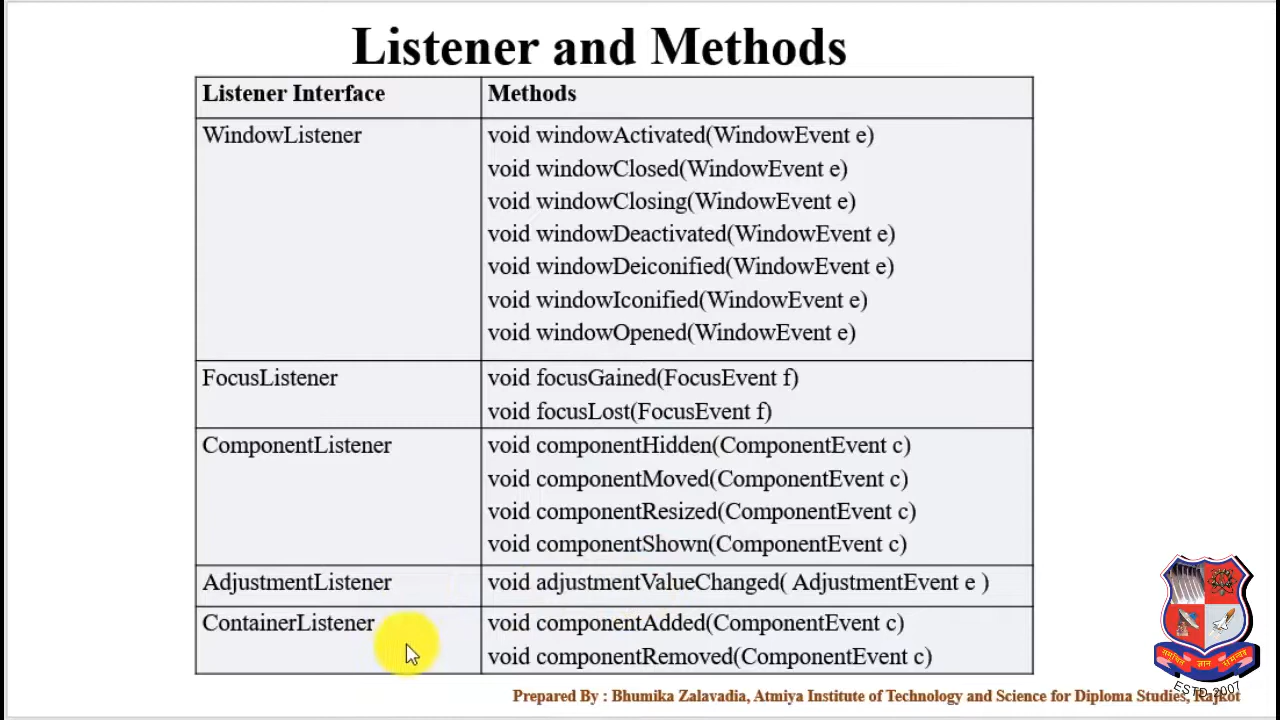 Listener and Methods
Listener Interface	Methods
WindowListener	void windowActivated(WindowEvent e)
void windowClosed(WindowEvent e)
void windowClosing(WindowEvent e)
void windowDeactivated(WindowEvent e)
void windowDeiconified(WindowEvent e)
void windowIconified(WindowEvent e)
void windowOpened(WindowEvent e)
FocusListener	void focusGained(FocusEvent f)
void focusLost(FocusEvent f)
ComponentListener	void componentHidden(ComponentEvent c)
void componentMoved(ComponentEvent c)
void componentResized(ComponentEvent c)
void componentShown(ComponentEvent c)
AdjustmentListener	void adjustmentValueChanged( AdjustmentEvent e )
ContainerListener	void componentAdded(ComponentEvent c)
void componentRemoved(ComponentEvent c)
ज्ञान
ESTD.2007
Prepared By : Bhumika Zalavadia, Atmiya Institute of Technology and Science for Diploma Studies, Rajkot